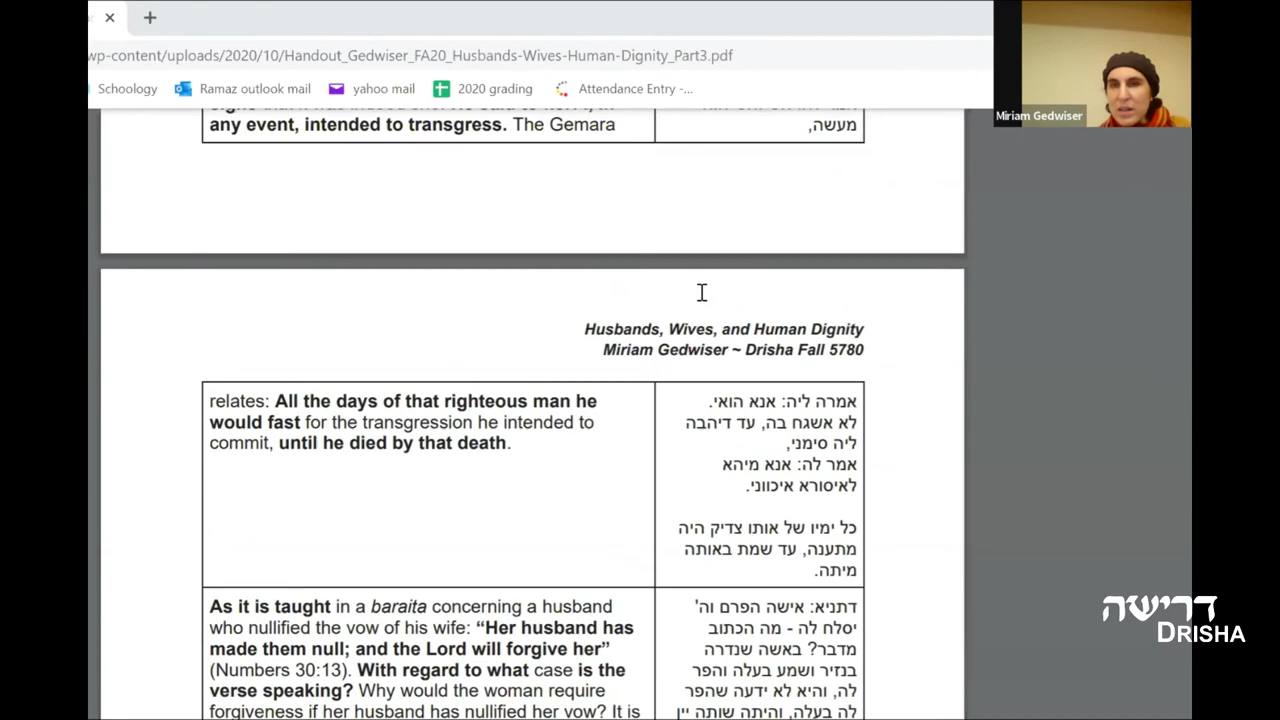 wp-content/uploads/2020/10/Handout_Gedwiser_FA20_Husbands-Wives-Human-Dignity_Part3.pdf
Schoology Ramaz outlook mail yahoo mail 2020 grading Attendance Entry -...
Miriam Gedwiser
any event, intended to transgress. The Gemara
מעשה,
Husbands, Wives, and Human Dignity
Miriam Gedwiser ~ Drisha Fall 5780
relates: All the days of that righteous man he
would fast for the transgression he intended to
commit, until he died by that death.
אמרה ליה: אנא הואי.
לא אשגח בה, עד דיהבה
ליה סימני,
אמר לה: אנא מיהא
לאיסורא איכווני.
כל ימיו של אותו צדיק היה
מתענה, עד שמת באותה
מיתה.
As it is taught in a baraita concerning a husband
who nullified the vow of his wife: “Her husband has
made them null; and the Lord will forgive her”
(Numbers 30:13). With regard to what case is the
verse speaking? Why would the woman require
forgiveness if her husband has nullified her vow? It is
דתניא: אישה הפרם וה'
יסלח לה - מה הכתוב
מדבר? באשה שנדרה
בנזיר ושמע בעלה והפר
לה, והיא לא ידעה שהפר
לה בעלה, והיתה שותה יין
דרישה
DRISHA